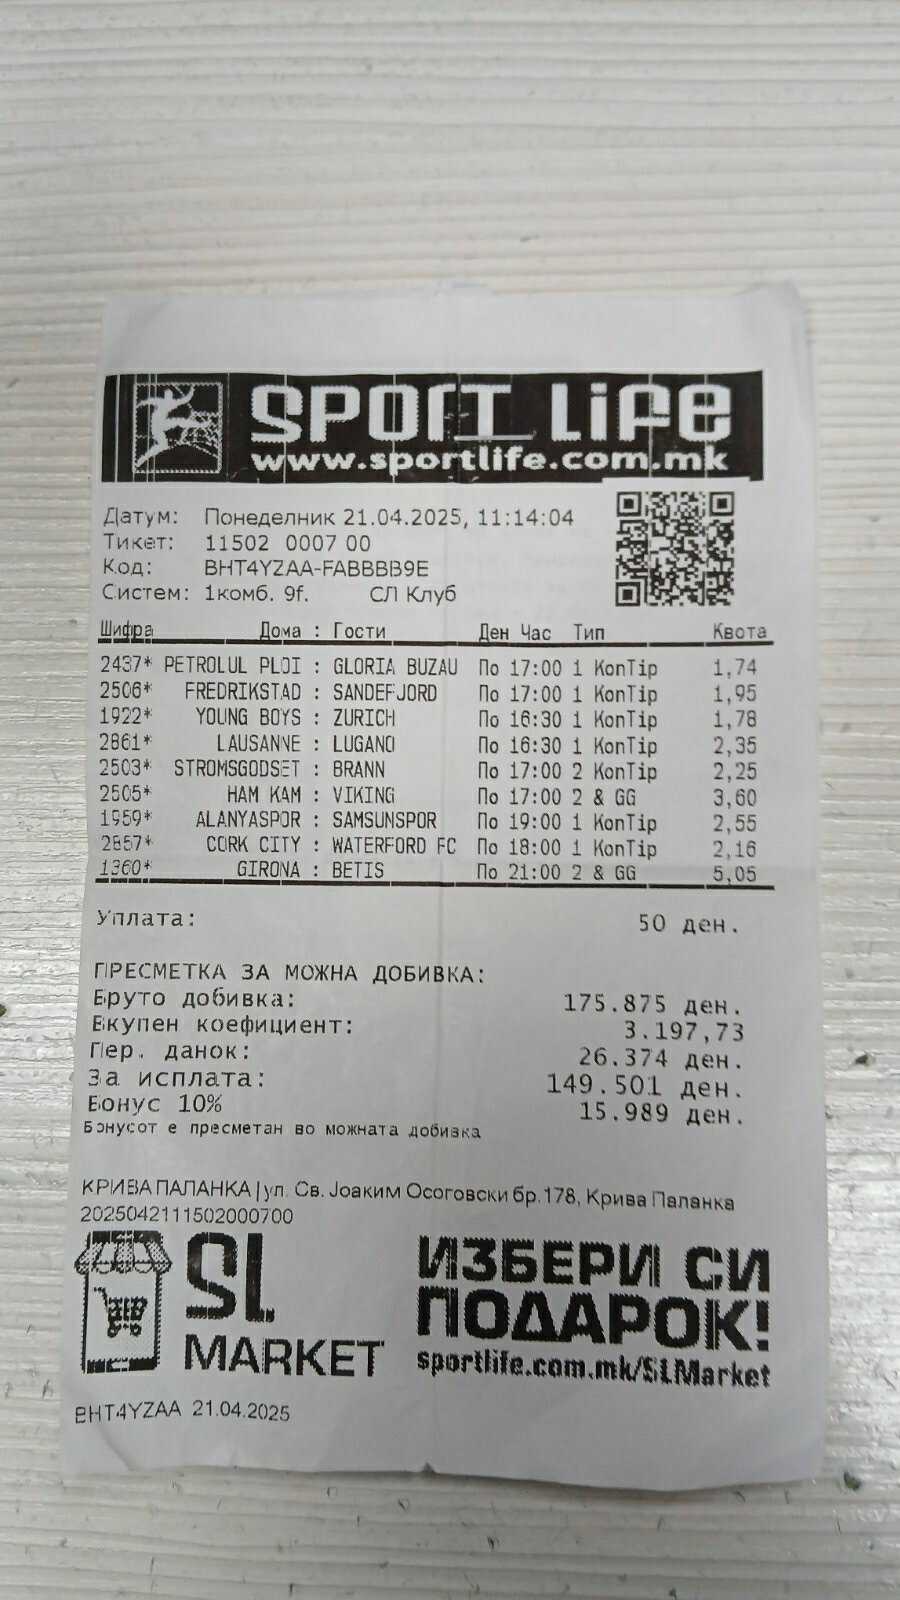 SPORT LIFE
www.sportlife.com.mk
Датум: Понеделник 21.04.2025, 11:14:04
Тикет: 11502 0007 00
Код: BHT4YZAA-FABBBB9E
Систем: 1комб. 9f. СЛ Клуб
Шифра Дома : Гости Ден Час Тип Квота
2437* PETROLUL PLOI : GLORIA BUZAU По 17:00 1 KonTip 1,74
2506* FREDRIKSTAD : SANDEFJORD По 17:00 1 KonTip 1,95
1922* YOUNG BOYS : ZURICH По 16:30 1 KonTip 1,78
2861* LAUSANNE : LUGANO По 16:30 1 KonTip 2,35
2503* STROMSGODSET : BRANN По 17:00 2 KonTip 2,25
2505* HAM KAM : VIKING По 17:00 2 & GG 3,60
1959* ALANYASPOR : SAMSUNSPOR По 19:00 1 KonTip 2,55
2857* CORK CITY : WATERFORD FC По 18:00 1 KonTip 2,16
1360* GIRONA : BETIS По 21:00 2 & GG 5,05
Уплата: 50 ден.
ПРЕСМЕТКА ЗА МОЖНА ДОБИВКА:
Бруто добивка: 175.875 ден.
Вкупен коефициент: 3.197,73
Пер. данок: 26.374 ден.
За исплата: 149.501 ден.
Бонус 10% 15.989 ден.
Бонусот е пресметан во можната добивка
КРИВА ПАЛАНКА | ул. Св. Јоаким Осоговски бр.178, Крива Паланка
2025042111502000700
SL MARKET
ИЗБЕРИ СИ
ПОДАРОК!
sportlife.com.mk/SLMarket
BHT4YZAA 21.04.2025